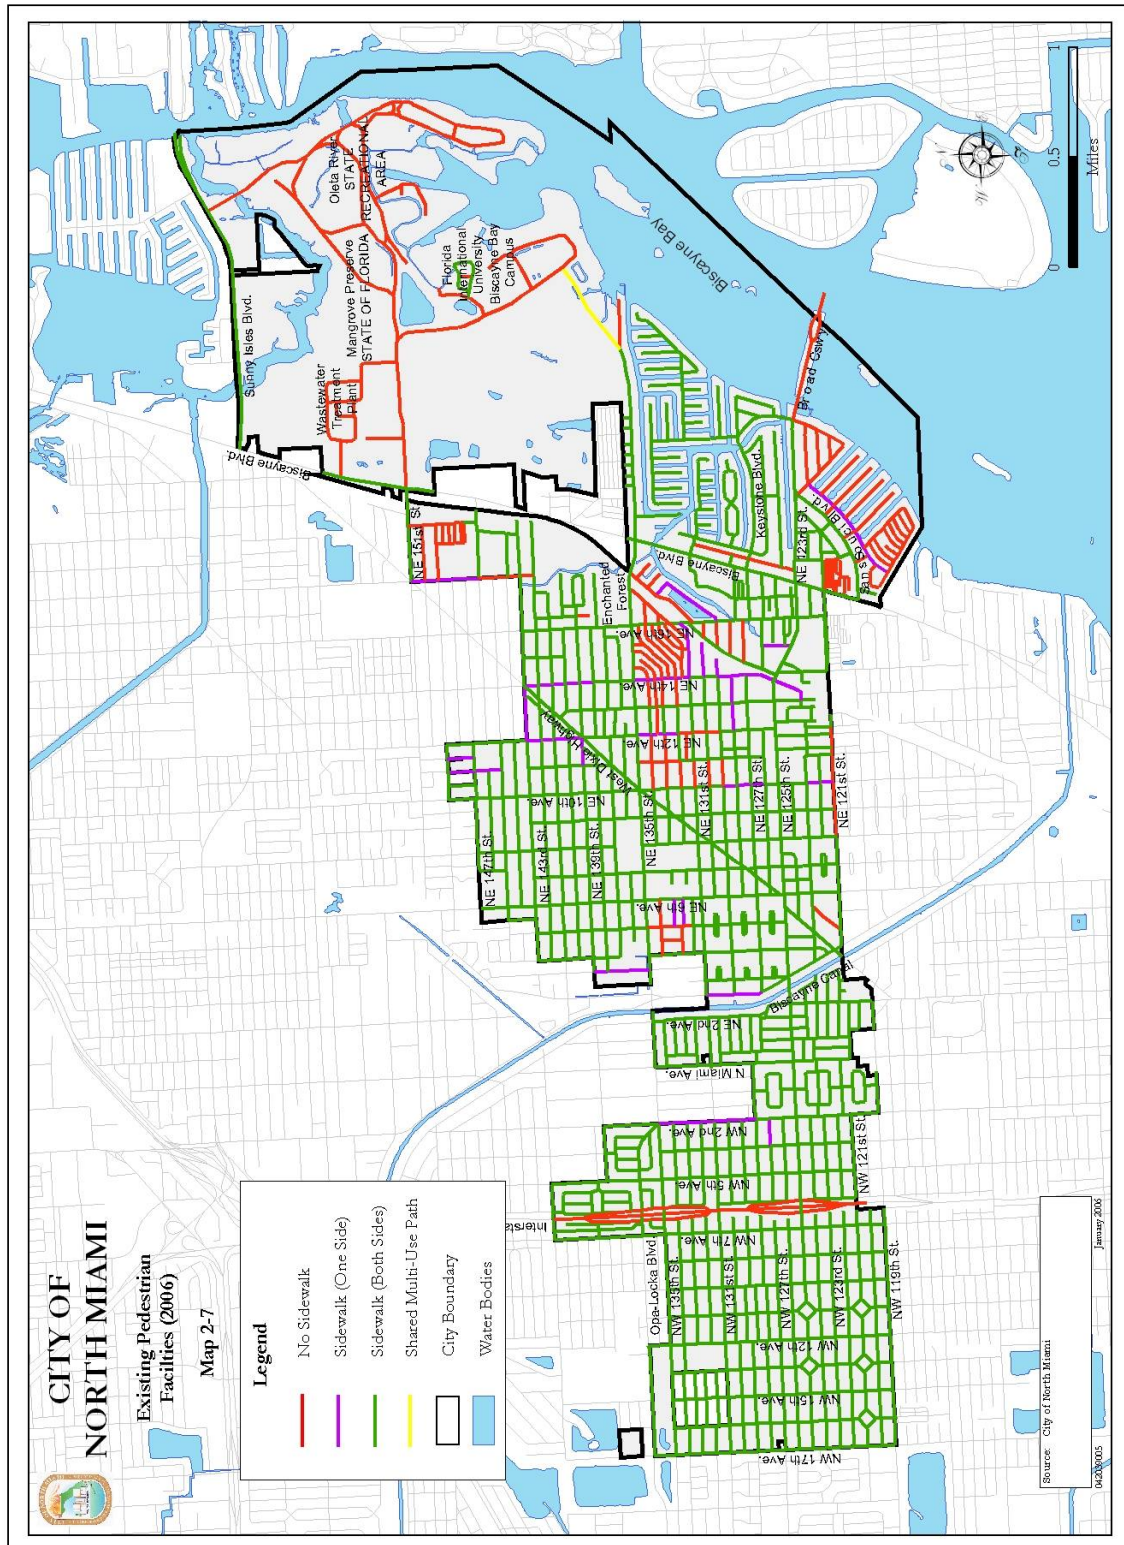 CITY OF
NORTH MIAMI
Existing Pedestrian
Facilties (2006)
Map 2-7
Legend
No Sidewalk
Sidewalk (One Side)
Sidewalk (Both Sides)
Shared Multi-Use Path
City Boundary
Water Bodies
Sunny Isles Blvd.
Biscayne Blvd.
Wastewater
Treatment
Plant
Mangrove Preserve
STATE OF FLORIDA
Oleta River
STATE
RECREATIONAL
AREA
Florida
International
University
Biscayne Bay
Campus
Biscayne Bay
NE 151st St.
Enchanted
Forest
Biscayne Blvd.
Keystone Blvd.
NE 123rd St.
Broad Cswy.
San Souci Blvd.
NE 16th Ave.
NE 14th Ave.
NE 12th Ave.
West Dixie Highway
NE 10th Ave.
NE 6th Ave.
NE 147th St.
NE 143rd St.
NE 139th St.
NE 135th St.
NE 131st St.
NE 127th St.
NE 125th St.
NE 121st St.
Biscayne Canal
NE 2nd Ave.
N Miami Ave.
NW 2nd Ave.
NW 5th Ave.
NW 7th Ave.
NW 12th Ave.
NW 15th Ave.
NW 17th Ave.
Intersta
Opa-Locka Blvd.
NW 135th St.
NW 131st St.
NW 127th St.
NW 123rd St.
NW 121st St.
NW 119th St.
0 0.5 1
Miles
Source: City of North Miami
042039005
January 2006